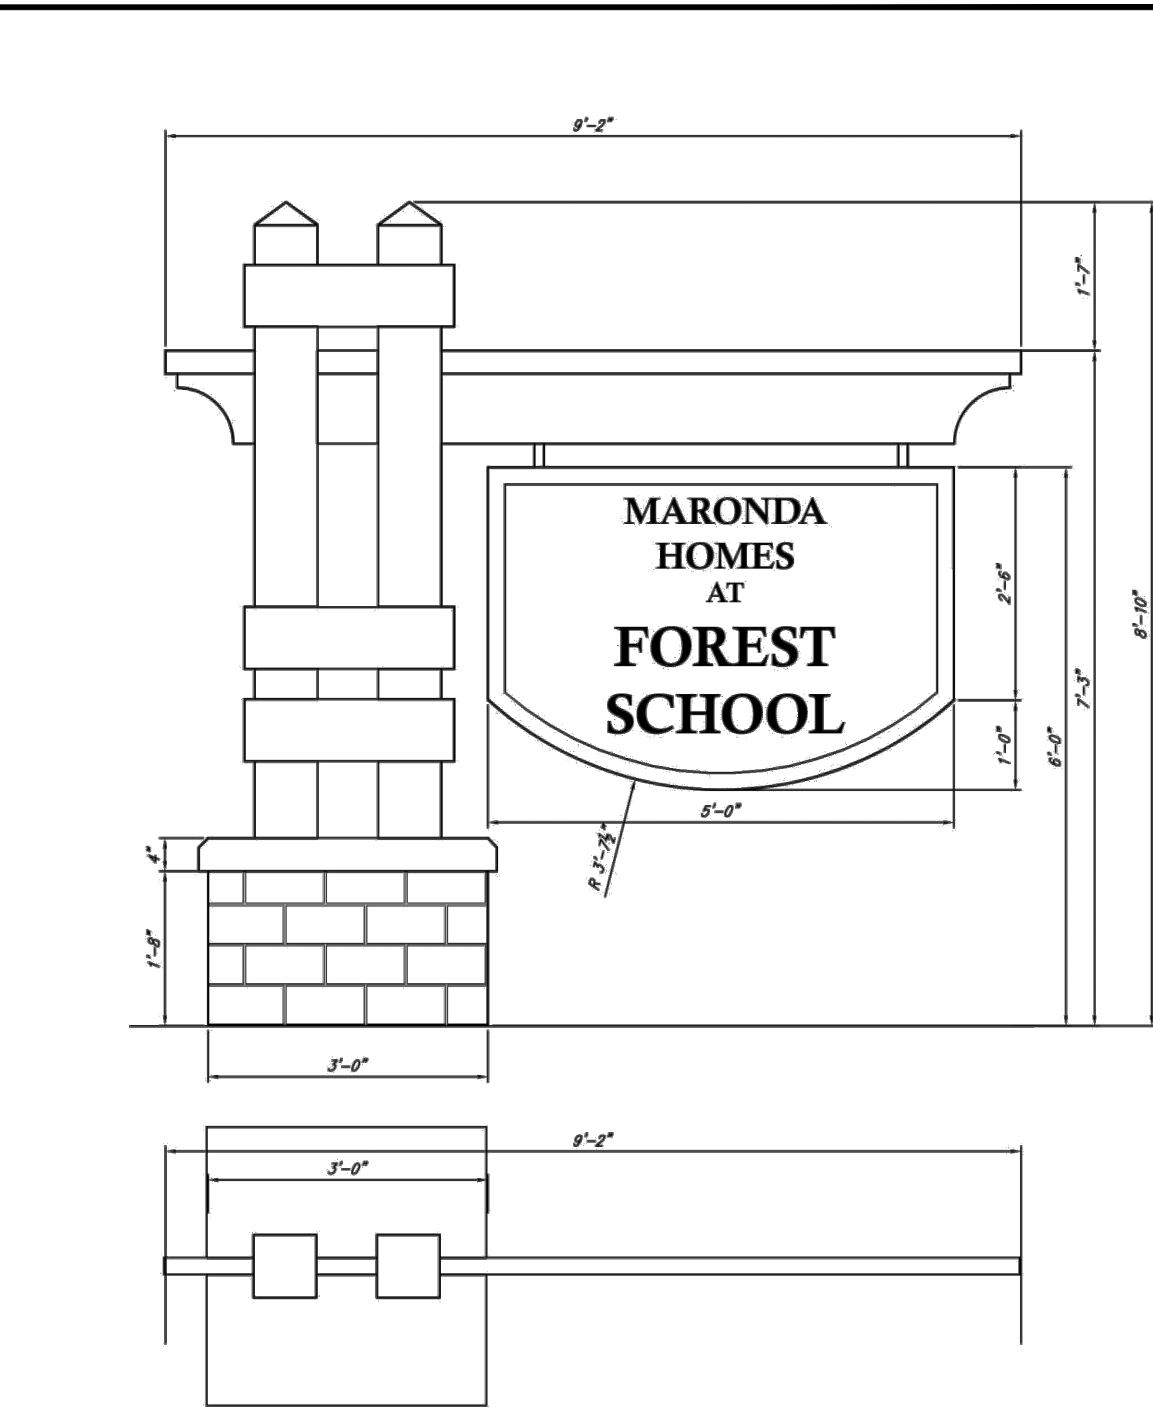 9'-2"
1'-7"
MARONDA
HOMES
AT
FOREST
SCHOOL
2'-6"
8'-10"
7'-3"
1'-0"
6'-0"
5'-0"
R 3'-7½"
4"
1'-8"
3'-0"
9'-2"
3'-0"